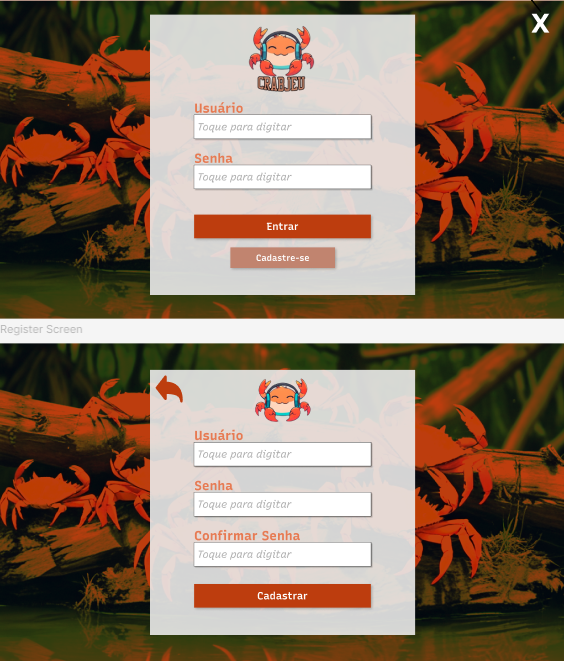 X
CRABJEU
Usuário
Toque para digitar
Senha
Toque para digitar
Entrar
Cadastre-se
Register Screen
Usuário
Toque para digitar
Senha
Toque para digitar
Confirmar Senha
Toque para digitar
Cadastrar